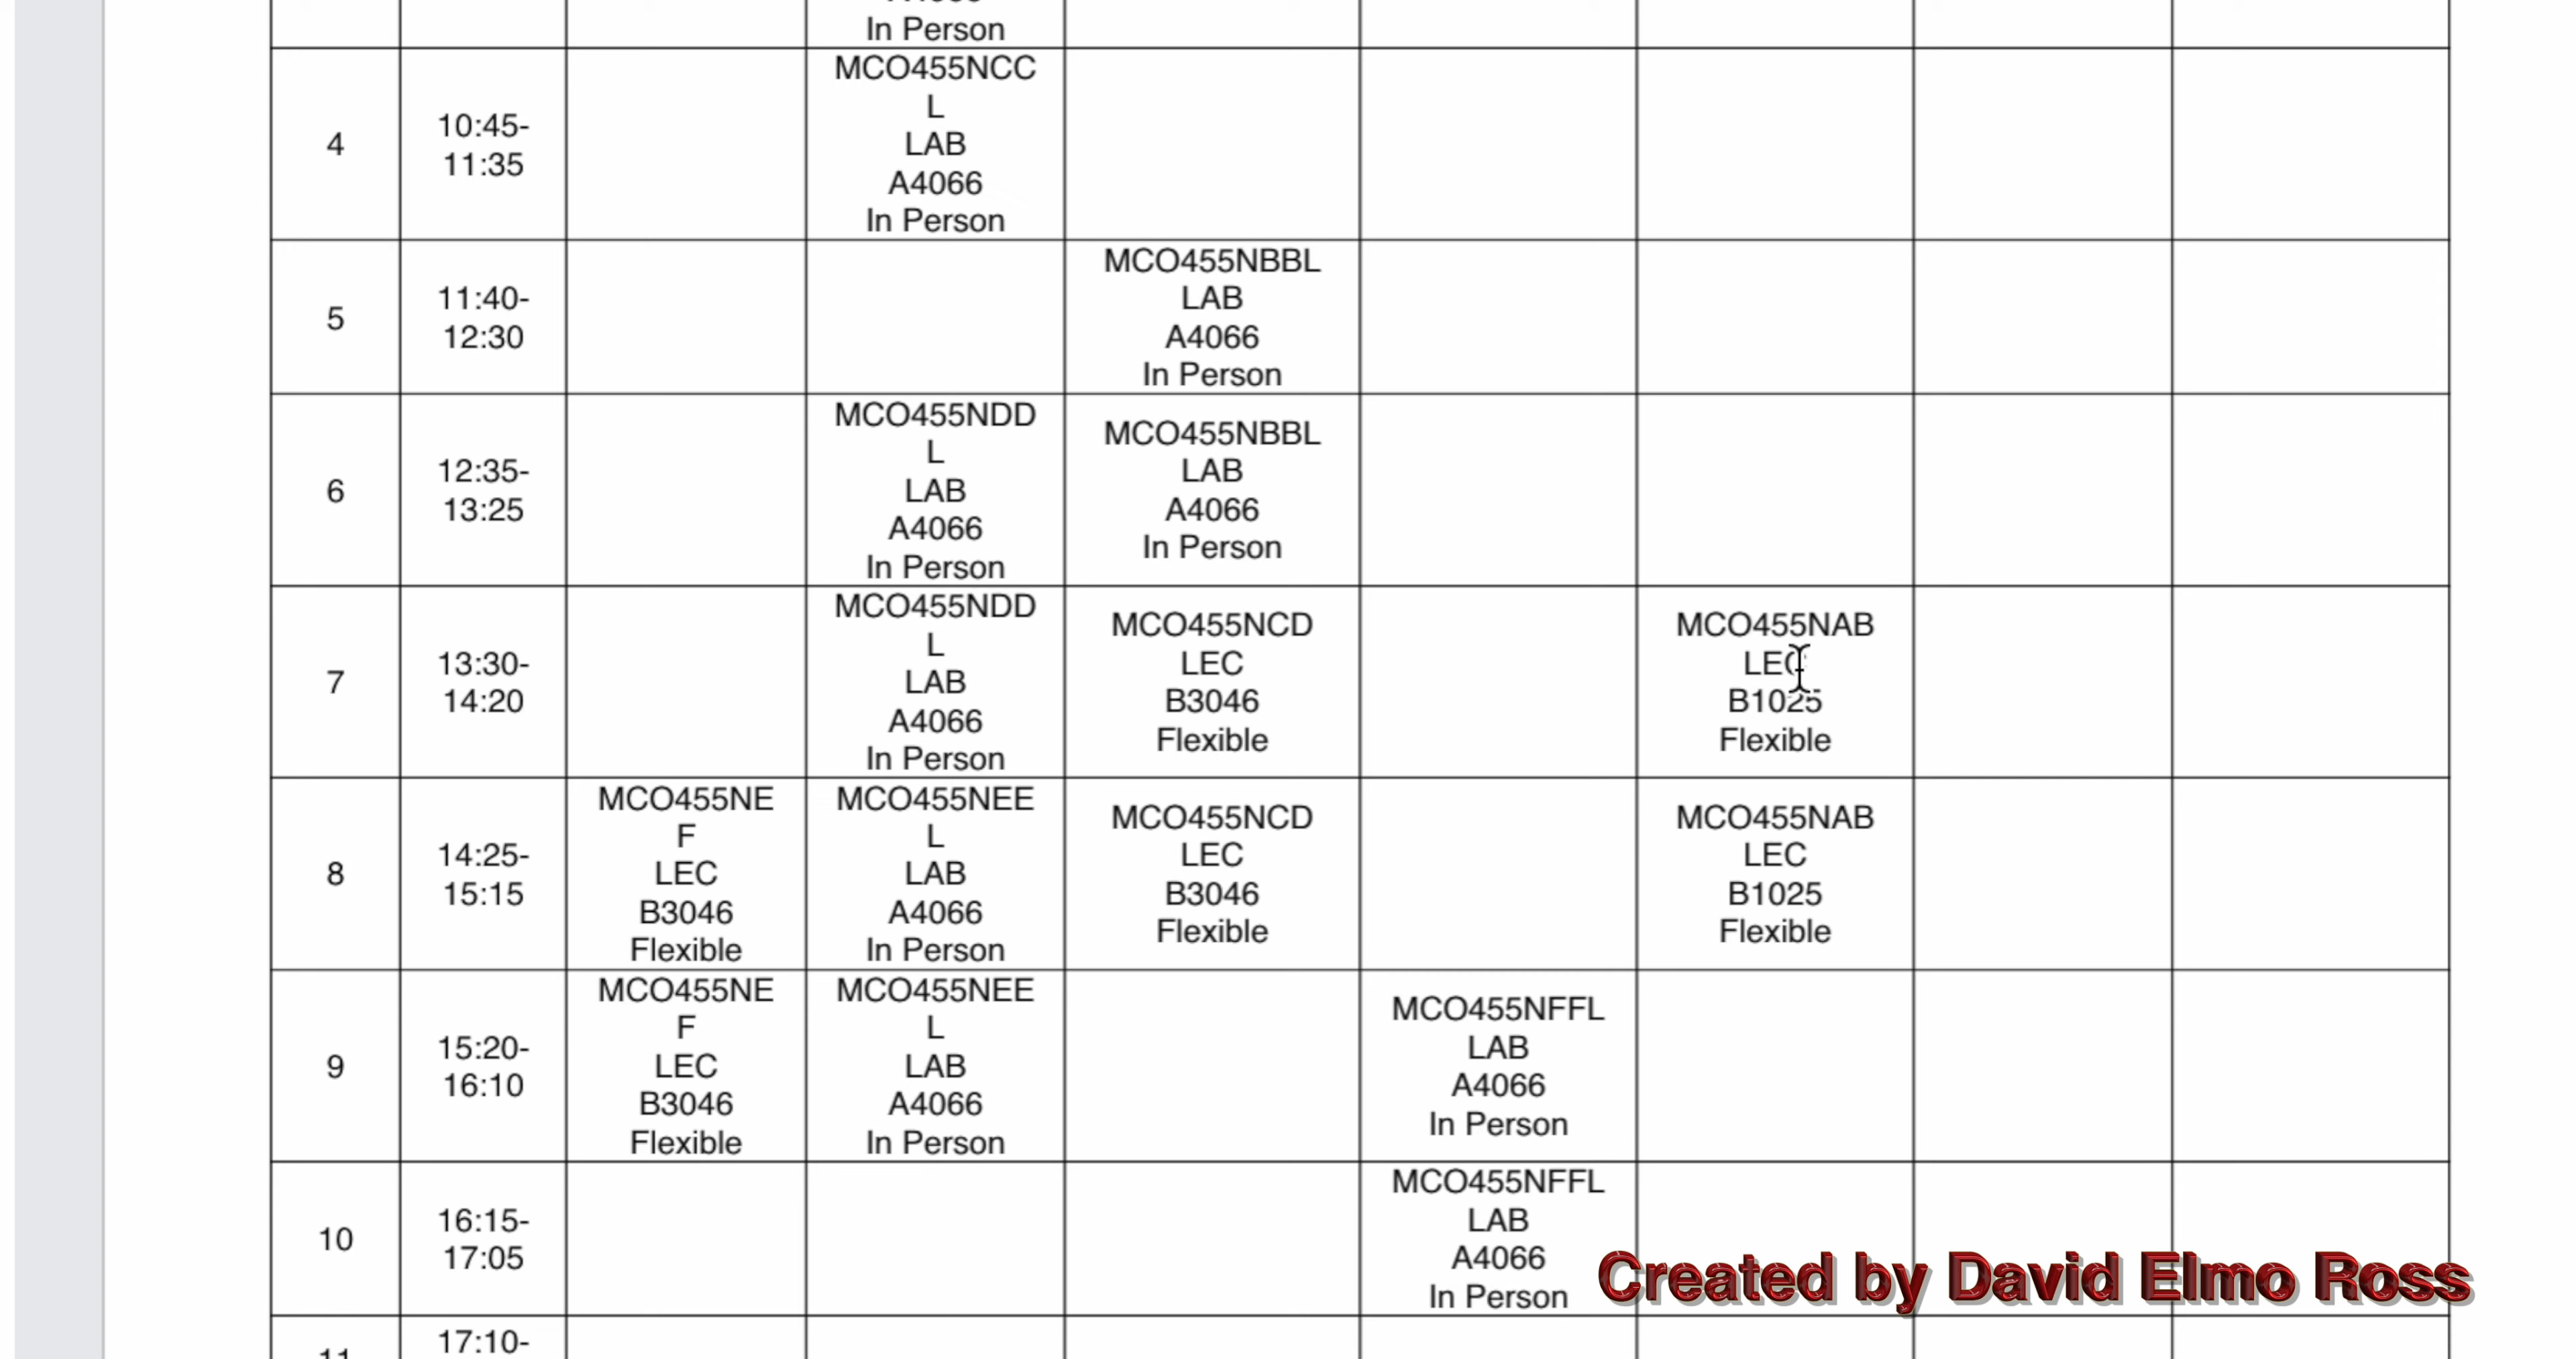 In Person
4
10:45-
11:35
MCO455NCC
L
LAB
A4066
In Person
5
11:40-
12:30
MCO455NBBL
LAB
A4066
In Person
6
12:35-
13:25
MCO455NDD
L
LAB
A4066
In Person
MCO455NBBL
LAB
A4066
In Person
7
13:30-
14:20
MCO455NDD
L
LAB
A4066
In Person
MCO455NCD
LEC
B3046
Flexible
MCO455NAB
LEC
B1025
Flexible
8
14:25-
15:15
MCO455NE
F
LEC
B3046
Flexible
MCO455NEE
L
LAB
A4066
In Person
MCO455NCD
LEC
B3046
Flexible
MCO455NAB
LEC
B1025
Flexible
9
15:20-
16:10
MCO455NE
F
LEC
B3046
Flexible
MCO455NEE
L
LAB
A4066
In Person
MCO455NFFL
LAB
A4066
In Person
10
16:15-
17:05
MCO455NFFL
LAB
A4066
In Person
Created by David Elmo Ross
11
17:10-